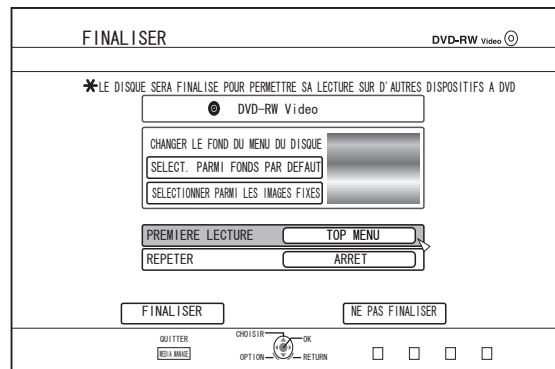 FINALISER
DVD-RW Video
*LE DISQUE SERA FINALISE POUR PERMETTRE SA LECTURE SUR D'AUTRES DISPOSITIFS A DVD
DVD-RW Video
CHANGER LE FOND DU MENU DU DISQUE
SELECT. PARMI FONDS PAR DEFAUT
SELECTIONNER PARMI LES IMAGES FIXES
PREMIERE LECTURE TOP MENU
REPETER ARRET
FINALISER NE PAS FINALISER
QUITTER
MEDIA MANAGE
CHOISIR OK
OPTION RETURN